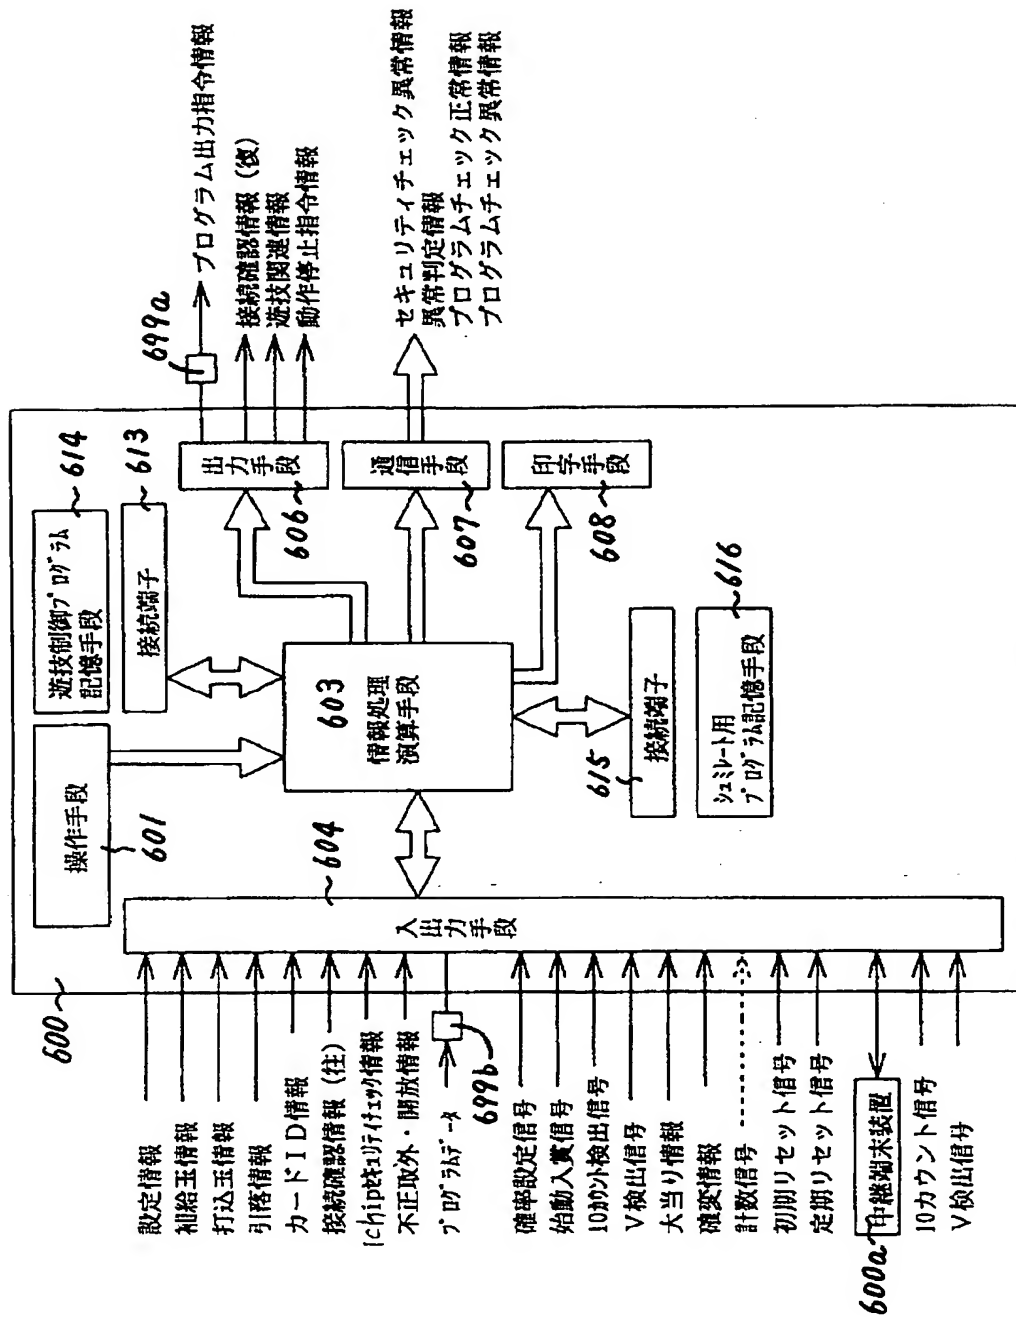 600
設定情報
補給玉情報
打込玉情報
引落情報
カードID情報
接続確認情報(往)
1chipセキュリティチェック情報
不正取外・開放情報
プログラムデータ
699b
確率設定信号
始動入賞信号
10カウント検出信号
V検出信号
大当り情報
確変情報
計数信号
初期リセット信号
定期リセット信号
中継端末装置
600a
10カウント信号
V検出信号
入出力手段
604
操作手段
601
遊技制御プログラム
記憶手段
614
接続端子
613
603
情報処理
演算手段
接続端子
615
シュミレート用
プログラム記憶手段
616
出力手段
606
通信手段
607
印字手段
608
699a
プログラム出力指令情報
接続確認情報(復)
遊技関連情報
動作停止指令情報
セキュリティチェック異常情報
異常判定情報
プログラムチェック正常情報
プログラムチェック異常情報